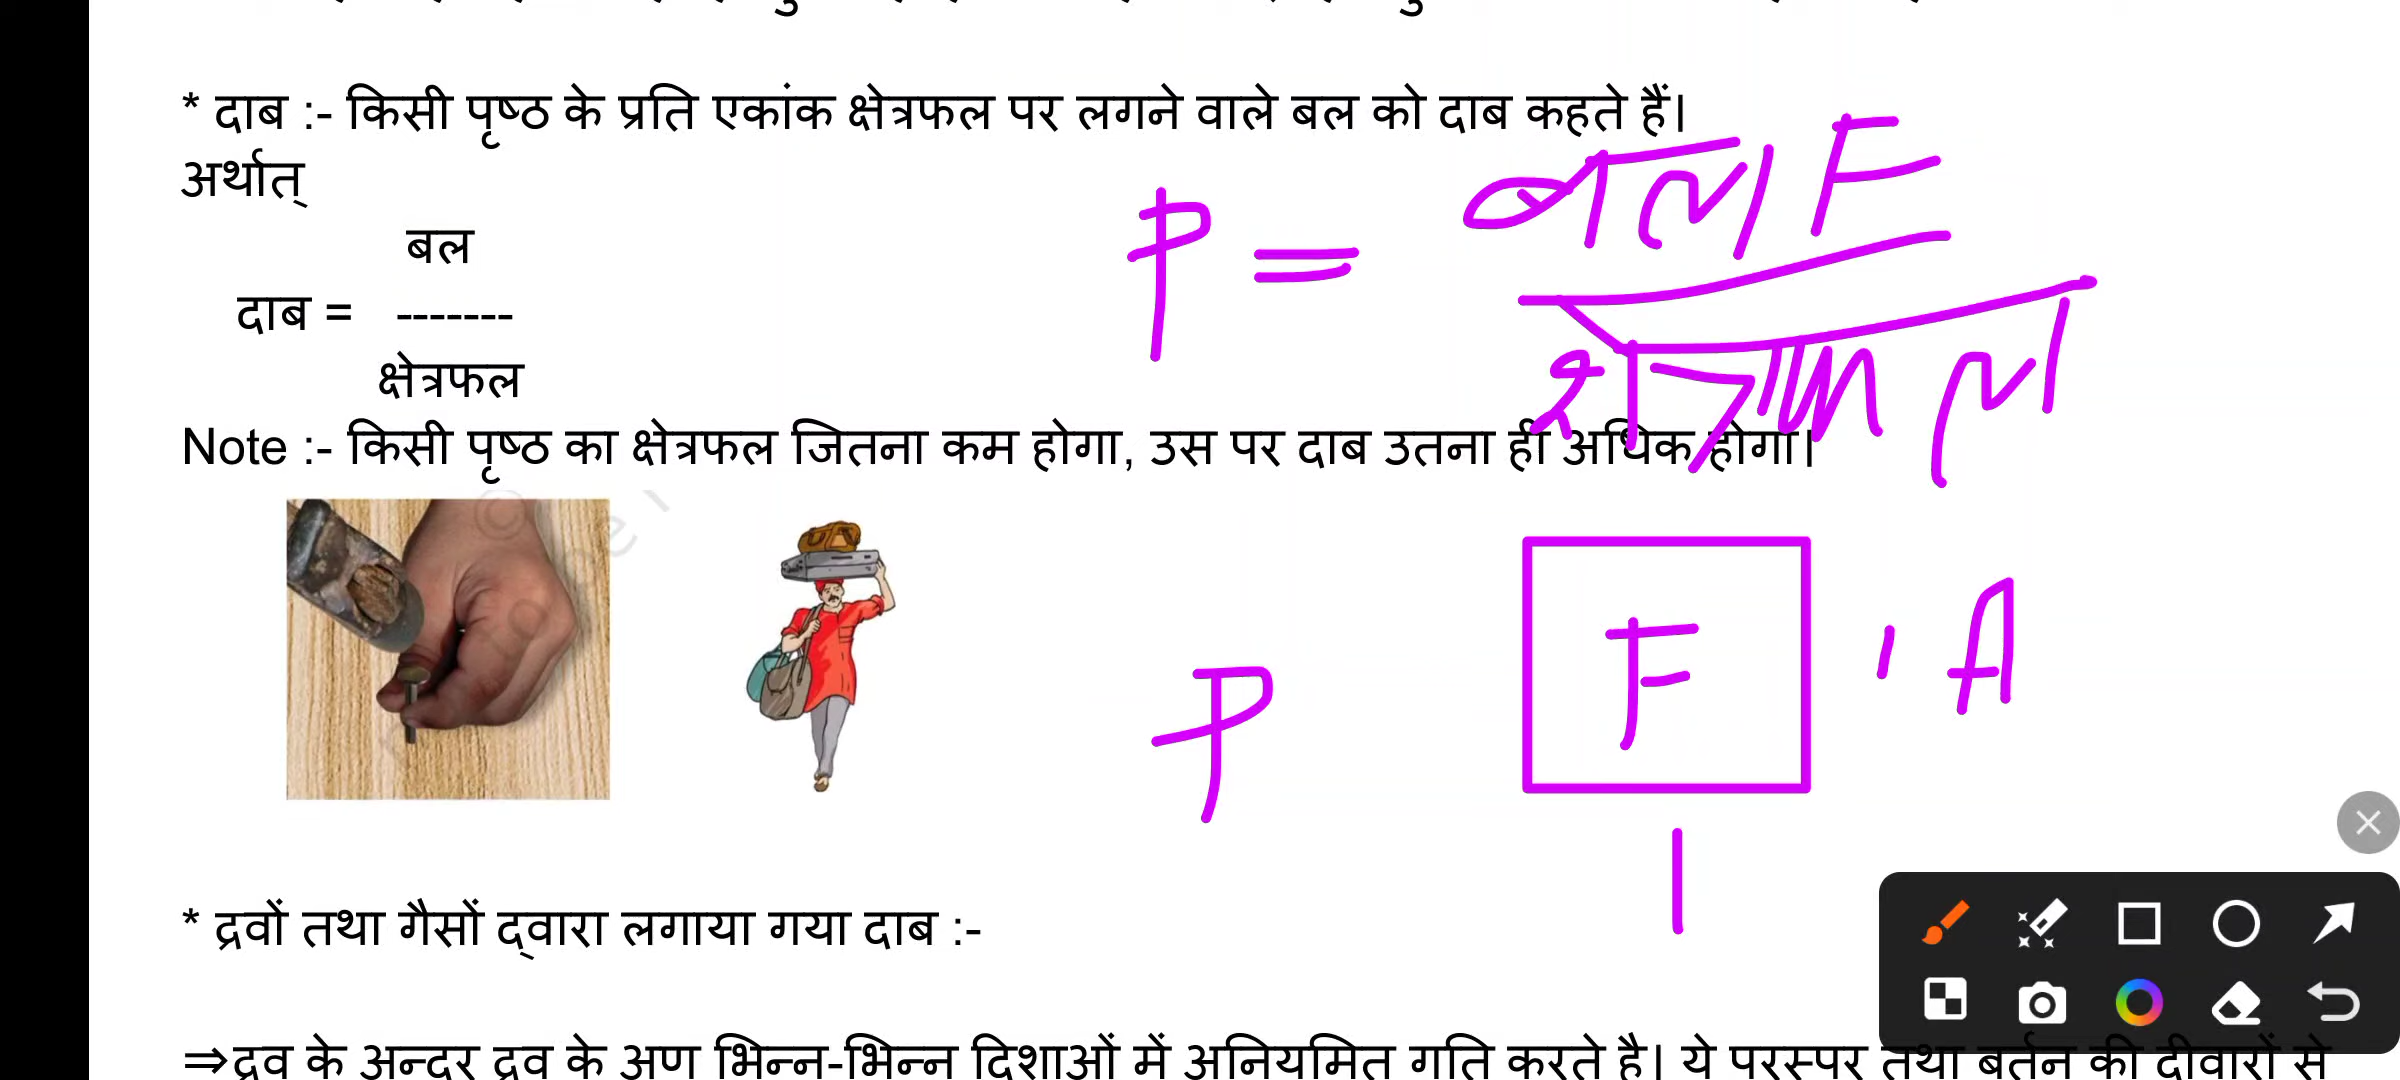 * दाब :- किसी पृष्ठ के प्रति एकांक क्षेत्रफल पर लगने वाले बल को दाब कहते हैं।
अर्थात्
बल
दाब = -------
क्षेत्रफल
P = बल F
क्षेत्रफल
Note :- किसी पृष्ठ का क्षेत्रफल जितना कम होगा, उस पर दाब उतना ही अधिक होगा।
P F 1 A
1
* द्रवों तथा गैसों द्वारा लगाया गया दाब :-
⇒द्रव के अन्दर द्रव के अणु भिन्न-भिन्न दिशाओं में अनियमित गति करते है। ये परस्पर तथा बर्तन की दीवारों से